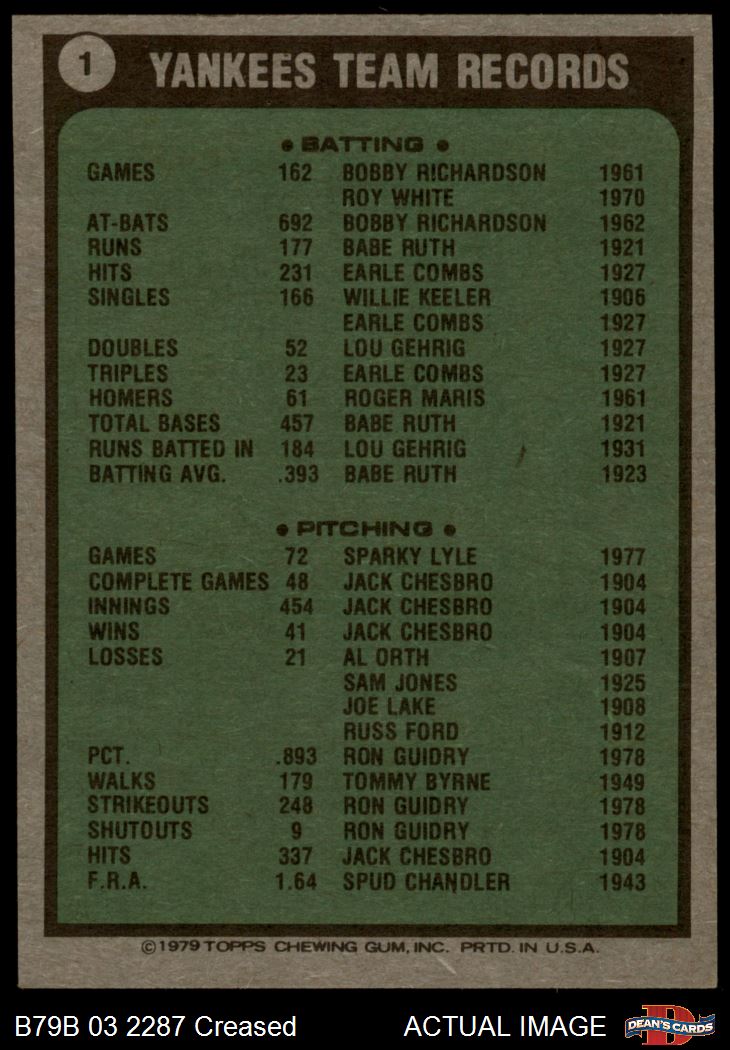 1 YANKEES TEAM RECORDS
• BATTING •
GAMES 162 BOBBY RICHARDSON 1961
ROY WHITE 1970
AT-BATS 692 BOBBY RICHARDSON 1962
RUNS 177 BABE RUTH 1921
HITS 231 EARLE COMBS 1927
SINGLES 166 WILLIE KEELER 1906
EARLE COMBS 1927
DOUBLES 52 LOU GEHRIG 1927
TRIPLES 23 EARLE COMBS 1927
HOMERS 61 ROGER MARIS 1961
TOTAL BASES 457 BABE RUTH 1921
RUNS BATTED IN 184 LOU GEHRIG 1931
BATTING AVG. .393 BABE RUTH 1923
• PITCHING •
GAMES 72 SPARKY LYLE 1977
COMPLETE GAMES 48 JACK CHESBRO 1904
INNINGS 454 JACK CHESBRO 1904
WINS 41 JACK CHESBRO 1904
LOSSES 21 AL ORTH 1907
SAM JONES 1925
JOE LAKE 1908
RUSS FORD 1912
PCT. .893 RON GUIDRY 1978
WALKS 179 TOMMY BYRNE 1949
STRIKEOUTS 248 RON GUIDRY 1978
SHUTOUTS 9 RON GUIDRY 1978
HITS 337 JACK CHESBRO 1904
F.R.A. 1.64 SPUD CHANDLER 1943
©1979 TOPPS CHEWING GUM, INC. PRTD. IN U.S.A.
B79B 03 2287 Creased ACTUAL IMAGE
D
DEAN'S CARDS